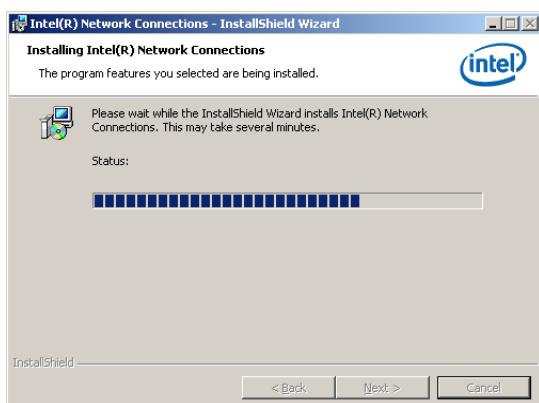 Intel(R) Network Connections - InstallShield Wizard
Installing Intel(R) Network Connections
The program features you selected are being installed.
intel
Please wait while the InstallShield Wizard installs Intel(R) Network
Connections. This may take several minutes.
Status:
InstallShield
< Back
Next >
Cancel